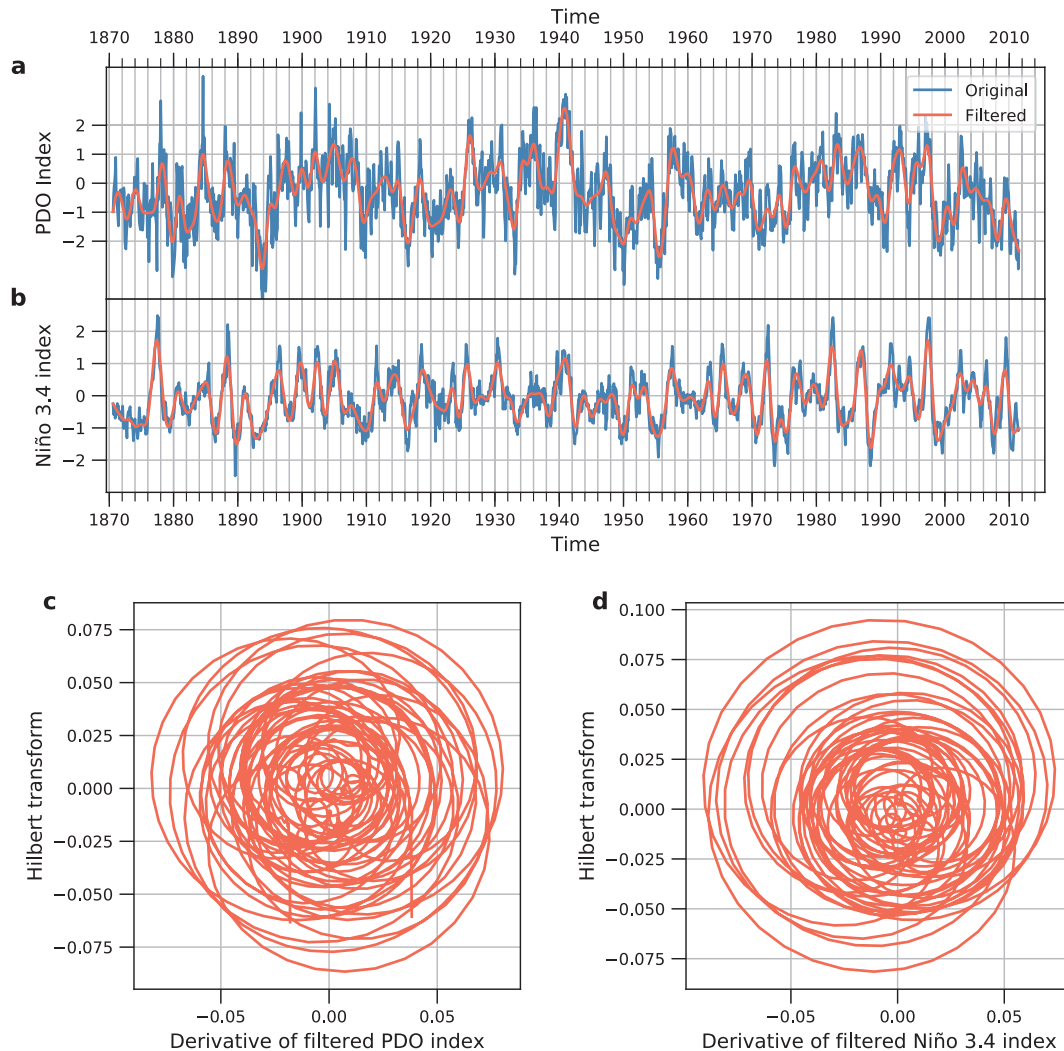 Time
1870 1880 1890 1900 1910 1920 1930 1940 1950 1960 1970 1980 1990 2000 2010
a
Original
Filtered
PDO Index
2
1
0
−1
−2
b
Niño 3.4 index
2
1
0
−1
−2
1870 1880 1890 1900 1910 1920 1930 1940 1950 1960 1970 1980 1990 2000 2010
Time
c
Hilbert transform
0.075
0.050
0.025
0.000
−0.025
−0.050
−0.075
−0.05 0.00 0.05
Derivative of filtered PDO index
d
Hilbert transform
0.100
0.075
0.050
0.025
0.000
−0.025
−0.050
−0.075
−0.05 0.00 0.05
Derivative of filtered Niño 3.4 index